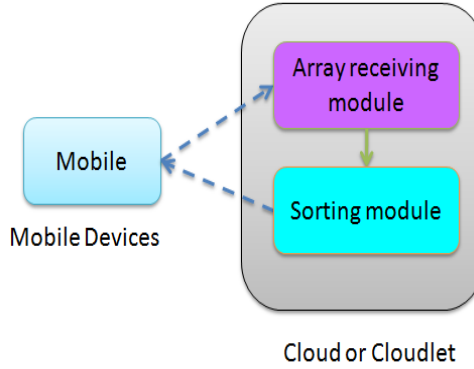 Array receiving
module
Mobile
Sorting module
Mobile Devices
Cloud or Cloudlet